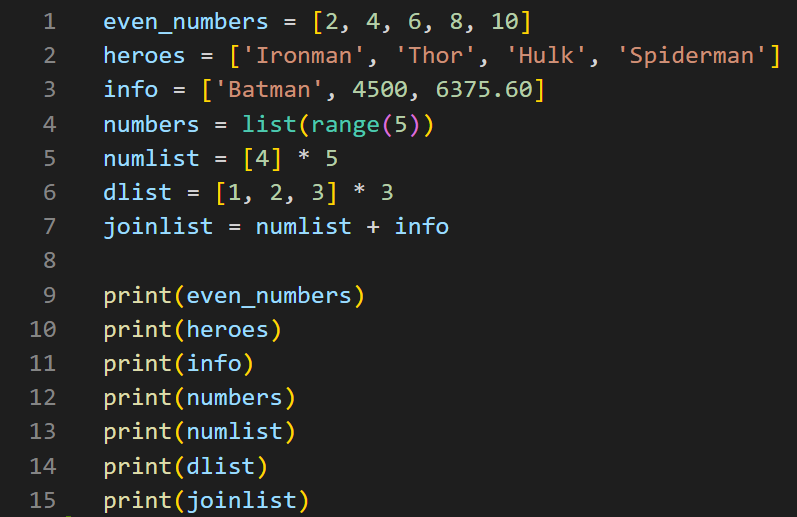 1 even_numbers = [2, 4, 6, 8, 10]
2 heroes = ['Ironman', 'Thor', 'Hulk', 'Spiderman']
3 info = ['Batman', 4500, 6375.60]
4 numbers = list(range(5))
5 numlist = [4] * 5
6 dlist = [1, 2, 3] * 3
7 joinlist = numlist + info
8
9 print(even_numbers)
10 print(heroes)
11 print(info)
12 print(numbers)
13 print(numlist)
14 print(dlist)
15 print(joinlist)